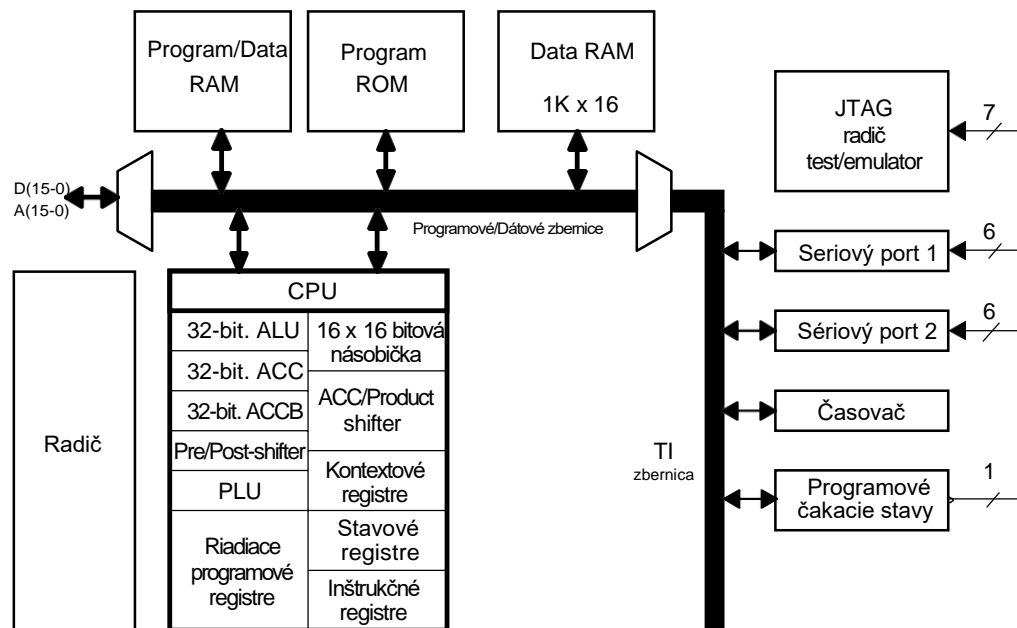 Program/Data
RAM
Program
ROM
Data RAM
1K x 16
JTAG
radič
test/emulator
7
D(15-0)
A(15-0)
Programové/Dátové zbernice
Seriový port 1
6
Sériový port 2
6
Časovač
TI
zbernica
Programové
čakacie stavy
1
Radič
CPU
32-bit. ALU
32-bit. ACC
32-bit. ACCB
Pre/Post-shifter
PLU
Riadiace
programové
registre
16 x 16 bitová
násobička
ACC/Product
shifter
Kontextové
registre
Stavové
registre
Inštrukčné
registre